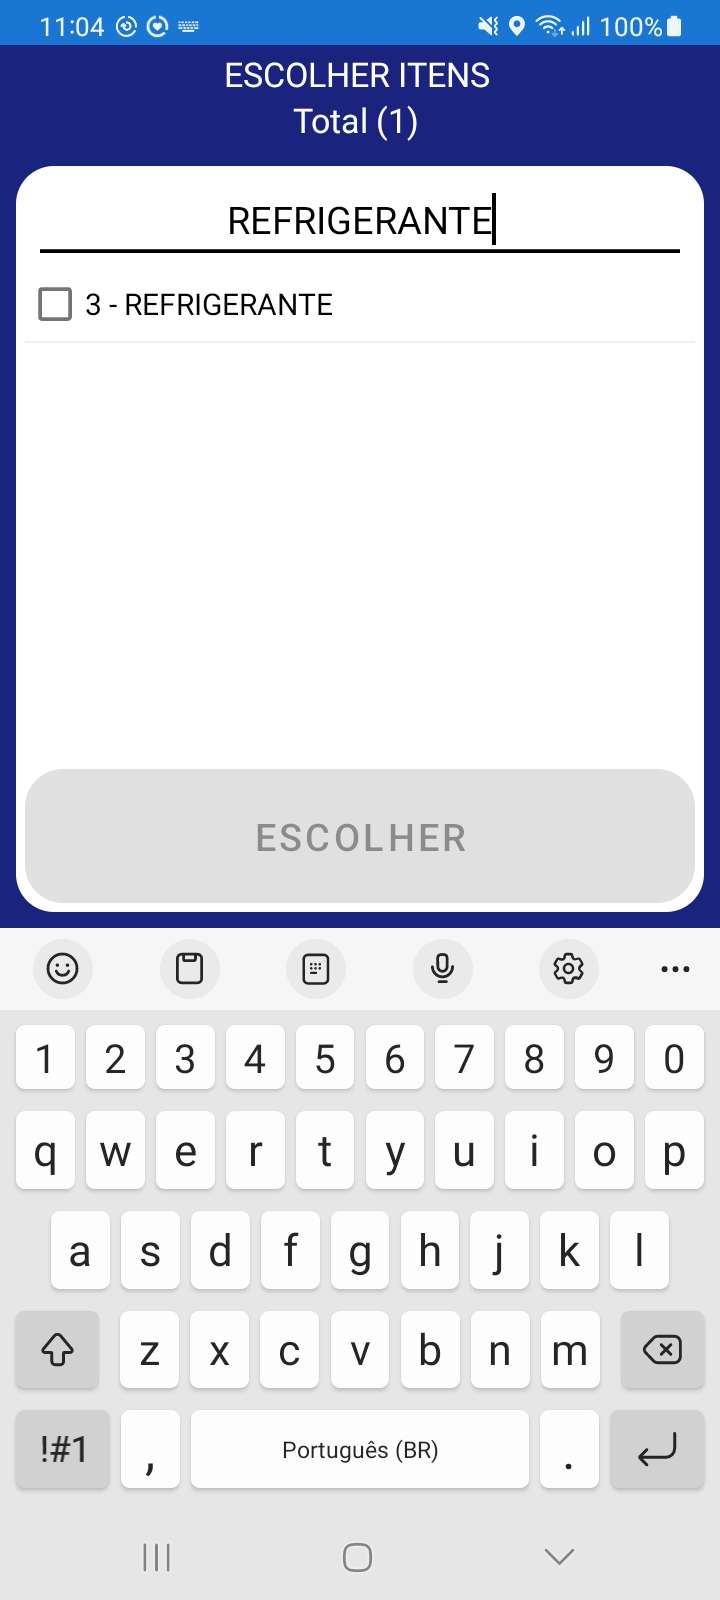 11:04 100%
ESCOLHER ITENS
Total (1)
REFRIGERANTE
3 - REFRIGERANTE
ESCOLHER
1 2 3 4 5 6 7 8 9 0
q w e r t y u i o p
a s d f g h j k l
z x c v b n m
!#1 , Português (BR) .